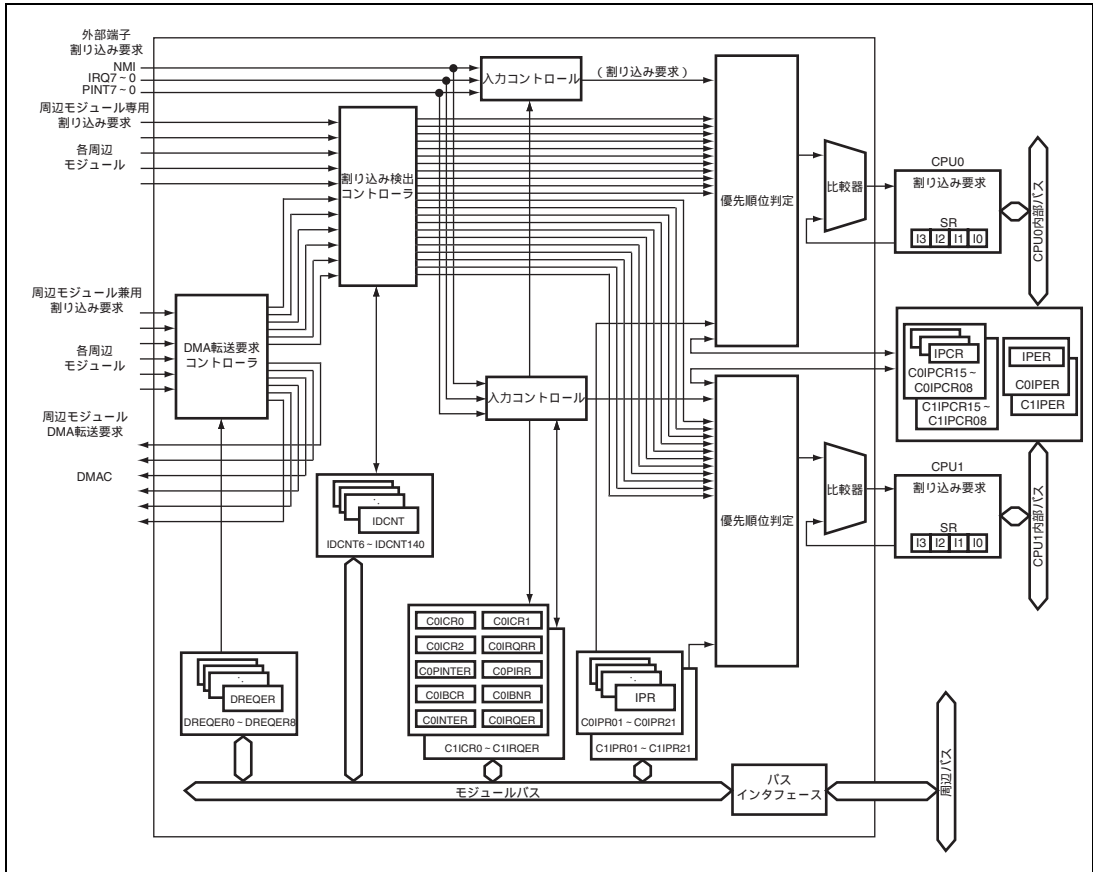 外部端子
割り込み要求
NMI
IRQ7～0
PINT7～0
周辺モジュール専用
割り込み要求
各周辺
モジュール
周辺モジュール兼用
割り込み要求
各周辺
モジュール
周辺モジュール
DMA転送要求
DMAC
入力コントロール
（割り込み要求）
割り込み検出
コントローラ
DMA転送要求
コントローラ
入力コントロール
優先順位判定
比較器
CPU0
割り込み要求
SR
I3 I2 I1 I0
CPU0内部バス
IPCR
C0IPCR15～
C0IPCR08
C1IPCR15～
C1IPCR08
IPER
C0IPER
C1IPER
優先順位判定
比較器
CPU1
割り込み要求
SR
I3 I2 I1 I0
CPU1内部バス
IDCNT
IDCNT6～IDCNT140
DREQER
DREQER0～DREQER8
C0ICR0 C0ICR1
C0ICR2 C0IRQRR
C0PINTER C0PIRR
C0IBCR C0IBNR
C0INTER C0IRQER
C1ICR0～C1IRQER
IPR
C0IPR01～C0IPR21
C1IPR01～C1IPR21
モジュールバス
バス
インタフェース
周辺バス